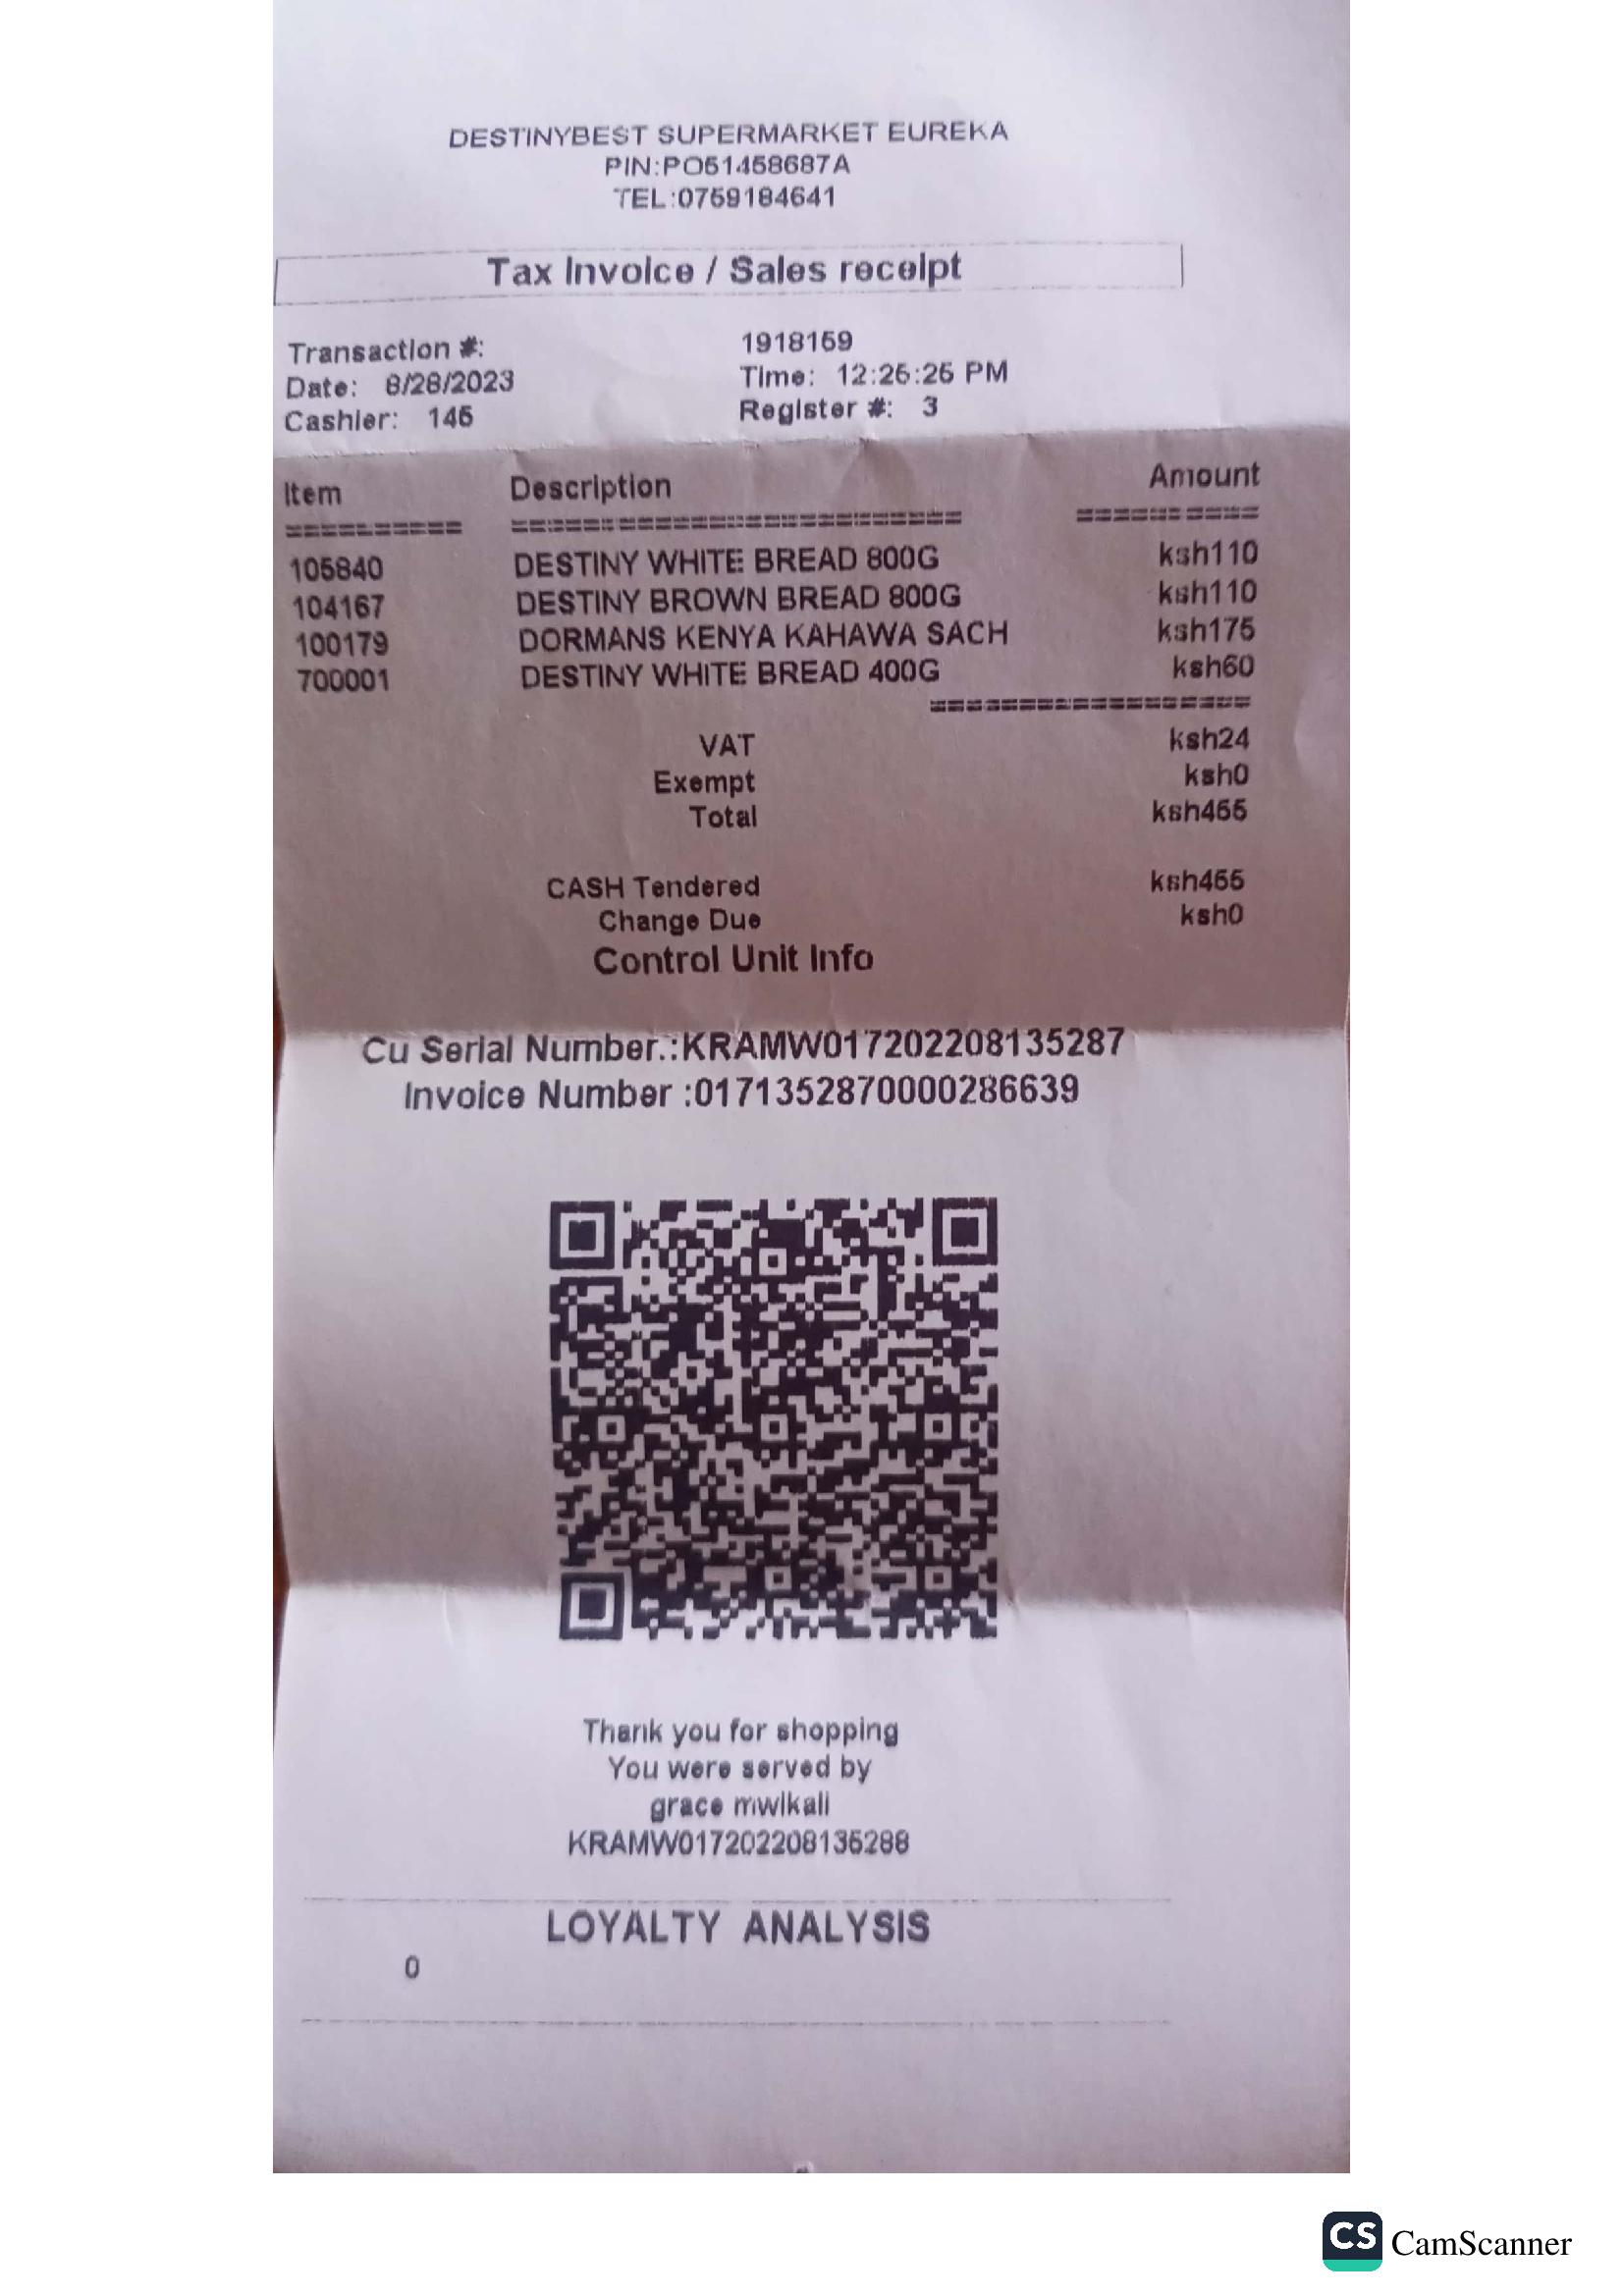 DESTINYBEST SUPERMARKET EUREKA
PIN:PO51458687A
TEL:0759184641
Tax Invoice / Sales receipt
Transaction #: 1918159
Date: 8/28/2023 Time: 12:25:25 PM
Cashier: 145 Register #: 3
Item Description Amount
========== ========================= ==========
105840 DESTINY WHITE BREAD 800G ksh110
104167 DESTINY BROWN BREAD 800G ksh110
100179 DORMANS KENYA KAHAWA SACH ksh175
700001 DESTINY WHITE BREAD 400G ksh60
==================
VAT ksh24
Exempt ksh0
Total ksh455
CASH Tendered ksh455
Change Due ksh0
Control Unit Info
Cu Serial Number.:KRAMW017202208135287
Invoice Number :0171352870000286639
Thank you for shopping
You were served by
grace mwikali
KRAMW017202208135288
LOYALTY ANALYSIS
0
CS CamScanner